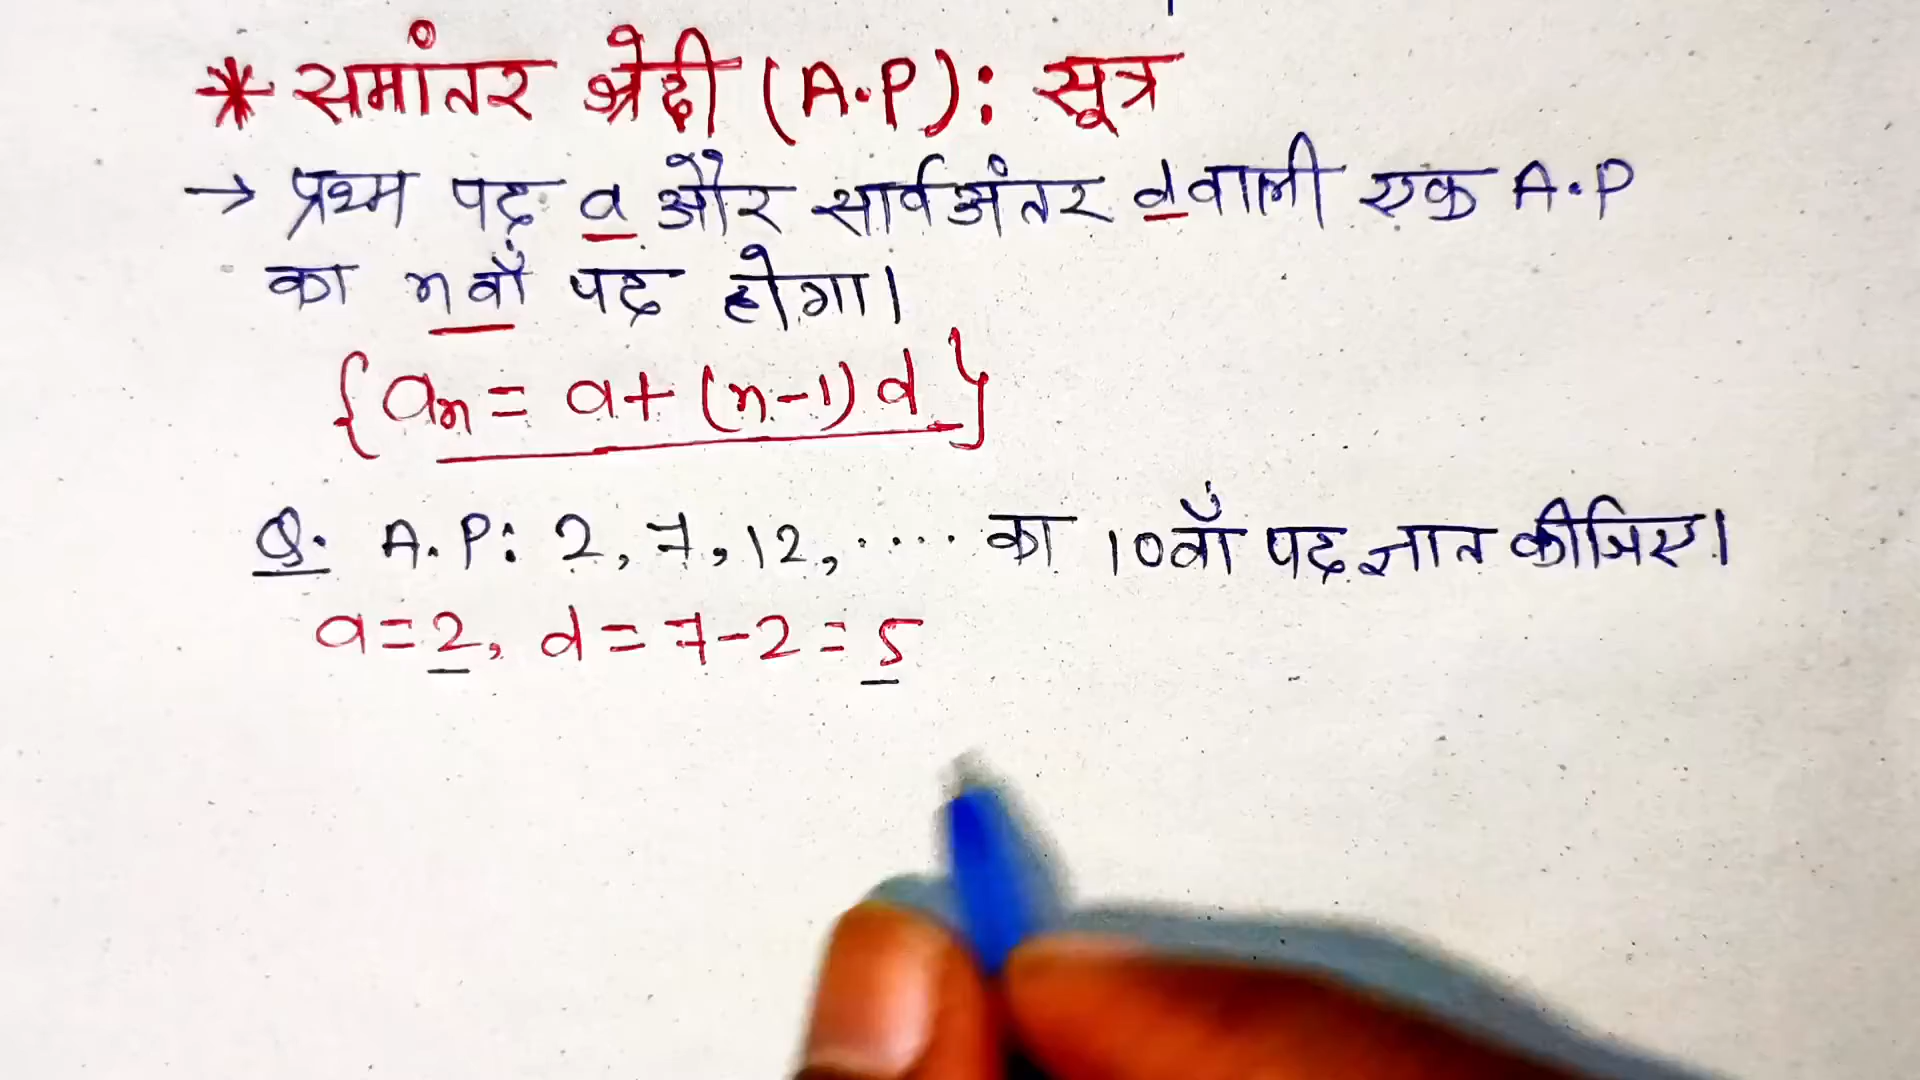 * समांतर श्रेढी (A.P): सूत्र
→ प्रथम पद a और सार्वअंतर d वाली एक A.P
का n वाँ पद होगा।
{an = a + (n-1) d}
Q. A.P: 2, 7, 12, ..... का 10वाँ पद ज्ञात कीजिए।
a = 2, d = 7-2 = 5